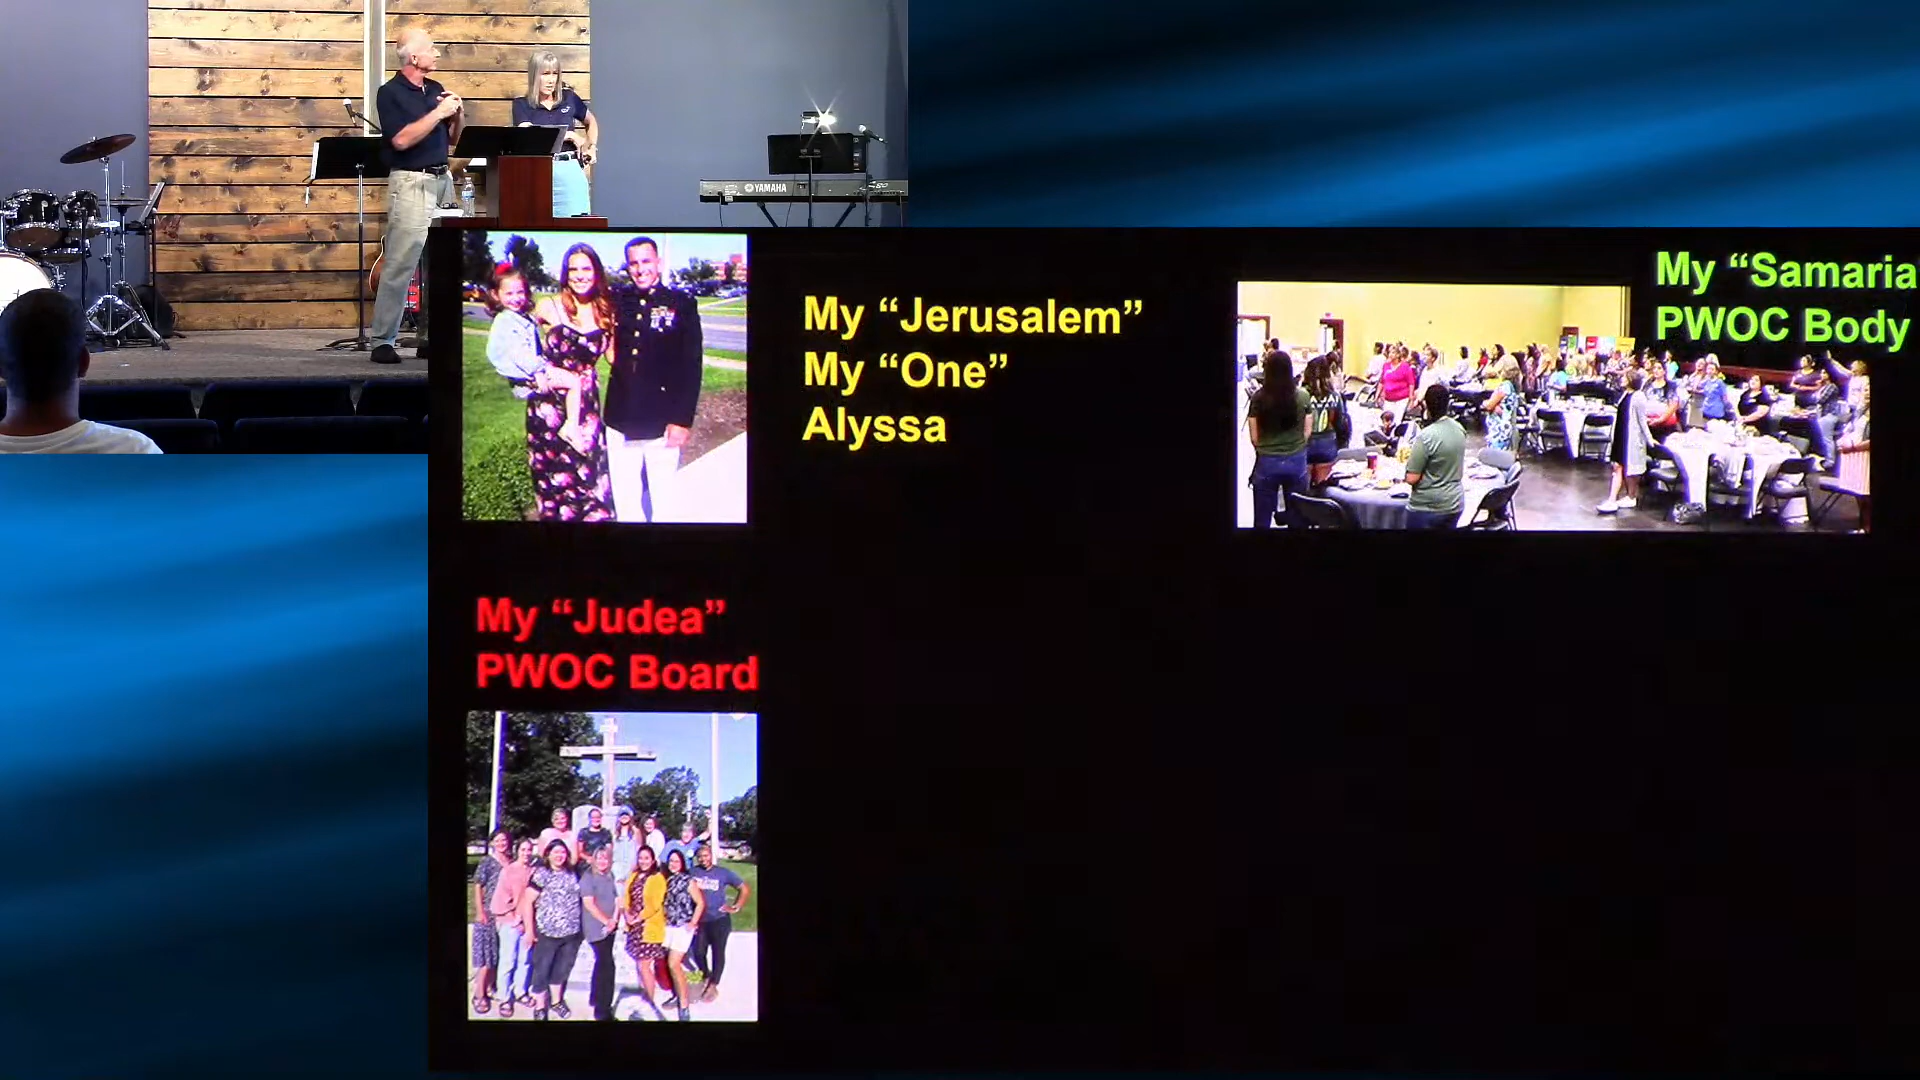 YAMAHA
My “Jerusalem”
My “One”
Alyssa
My “Samaria
PWOC Body
My “Judea”
PWOC Board